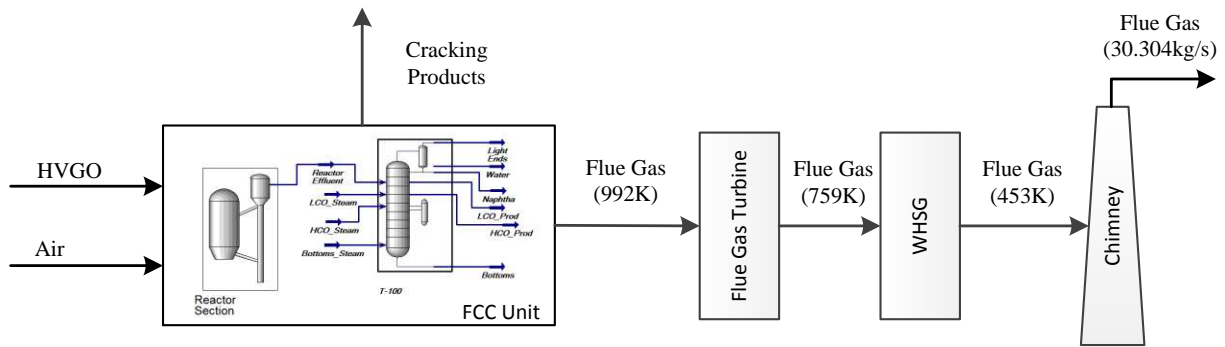 Flue Gas
(30.304kg/s)
Cracking
Products
HVGO
Air
Reactor
Section
Reactor
Effluent
LCO_Steam
HCO_Steam
Bottoms_Steam
T-100
Light
Ends
Water
Naphtha
LCO_Prod
HCO_Prod
Bottoms
FCC Unit
Flue Gas
(992K)
Flue Gas Turbine
Flue Gas
(759K)
WHSG
Flue Gas
(453K)
Chimney